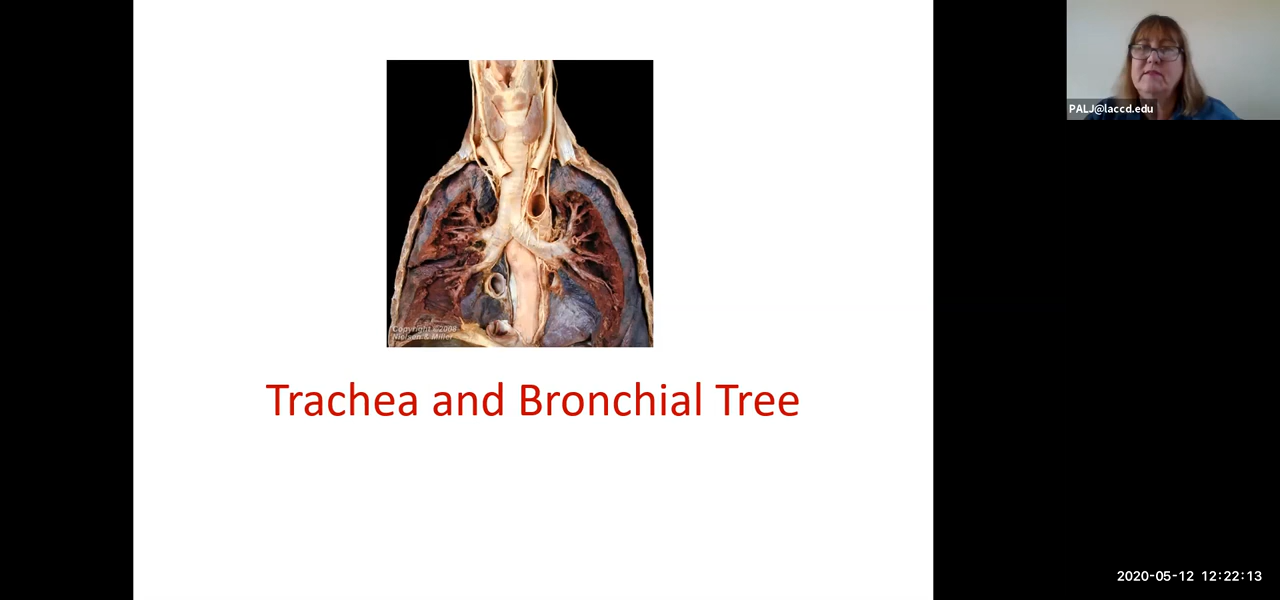 PALJ@laccd.edu
Copyright ©2008
Nielsen & Miller
Trachea and Bronchial Tree
2020-05-12 12:22:13